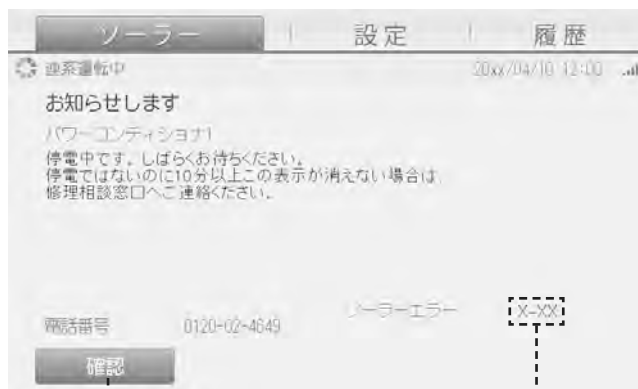 ソーラー 設定 履歴
連系運転中 20xx/04/10 12:00
お知らせします
パワーコンディショナ1
停電中です。しばらくお待ちください。
停電ではないのに10分以上この表示が消えない場合は
修理相談窓口へご連絡ください。
ソーラーエラー X-XX
電話番号 0120-02-4649
確認